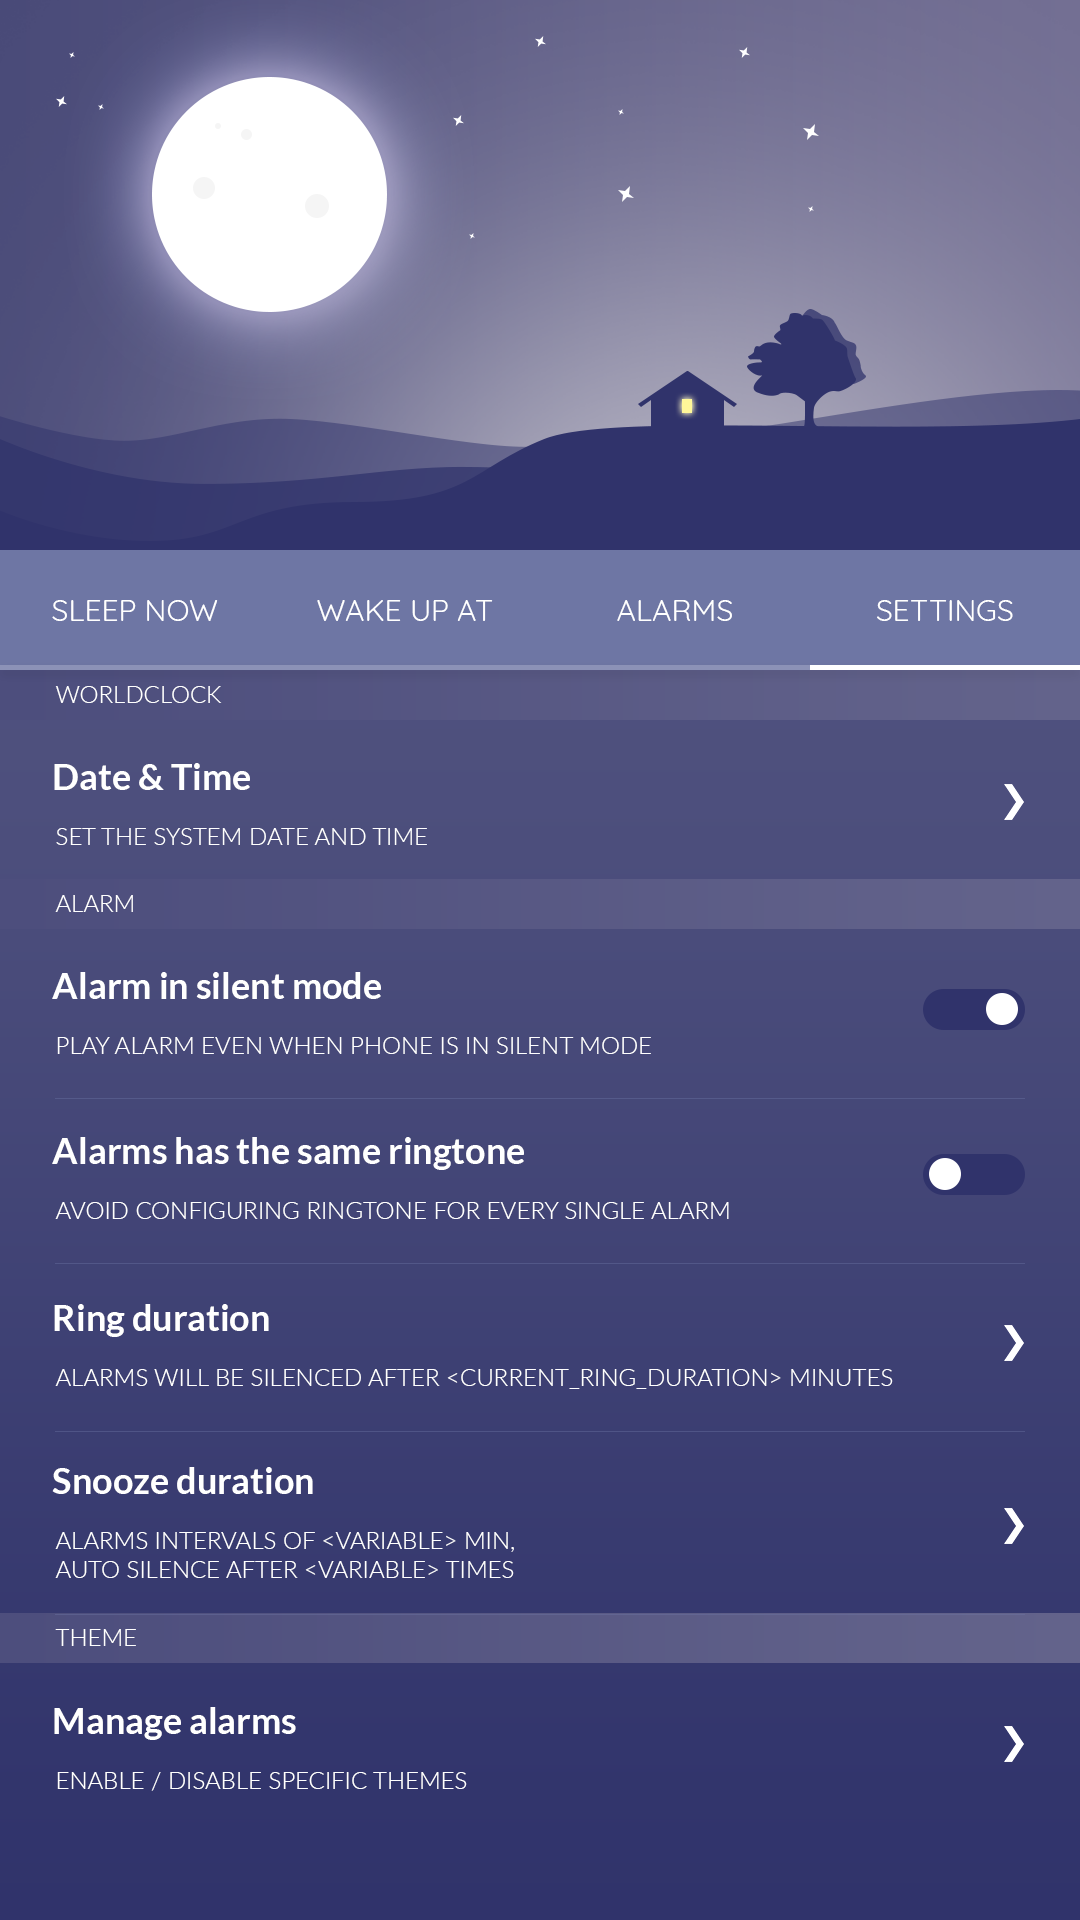 SLEEP NOW
WAKE UP AT
ALARMS
SETTINGS
WORLDCLOCK
Date & Time
SET THE SYSTEM DATE AND TIME
ALARM
Alarm in silent mode
PLAY ALARM EVEN WHEN PHONE IS IN SILENT MODE
Alarms has the same ringtone
AVOID CONFIGURING RINGTONE FOR EVERY SINGLE ALARM
Ring duration
ALARMS WILL BE SILENCED AFTER <CURRENT_RING_DURATION> MINUTES
Snooze duration
ALARMS INTERVALS OF <VARIABLE> MIN,
AUTO SILENCE AFTER <VARIABLE> TIMES
THEME
Manage alarms
ENABLE / DISABLE SPECIFIC THEMES